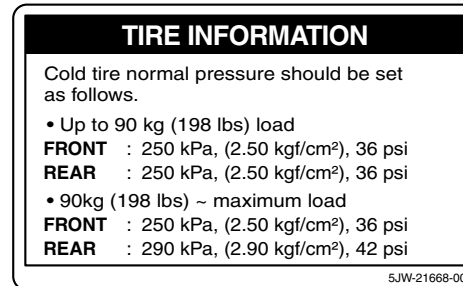 TIRE INFORMATION
Cold tire normal pressure should be set
as follows.
• Up to 90 kg (198 lbs) load
FRONT : 250 kPa, (2.50 kgf/cm²), 36 psi
REAR : 250 kPa, (2.50 kgf/cm²), 36 psi
• 90kg (198 lbs) ~ maximum load
FRONT : 250 kPa, (2.50 kgf/cm²), 36 psi
REAR : 290 kPa, (2.90 kgf/cm²), 42 psi
5JW-21668-00